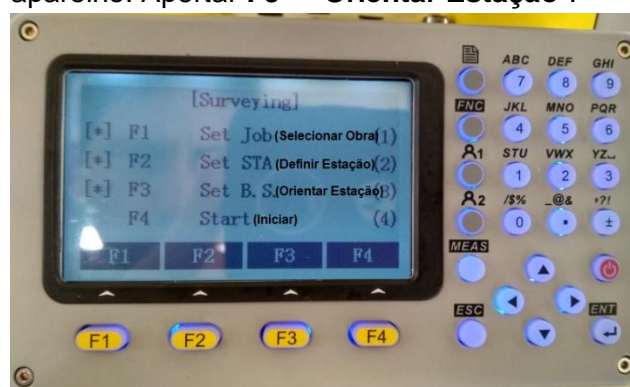 aparelho. Apertar F3 – "Orientar Estação".
[Surveying]
[*] F1 Set Job (Selecionar Obra) (1)
[*] F2 Set STA (Definir Estação) (2)
[*] F3 Set B.S. (Orientar Estação) (3)
F4 Start (Iniciar) (4)
F1 F2 F3 F4
F1 F2 F3 F4
ABC DEF GHI
7 8 9
FNC JKL MNO PQR
4 5 6
1 STU VWX YZ
1 2 3
2 /$% _@& *?!
0 . ±
MEAS
ESC ENT